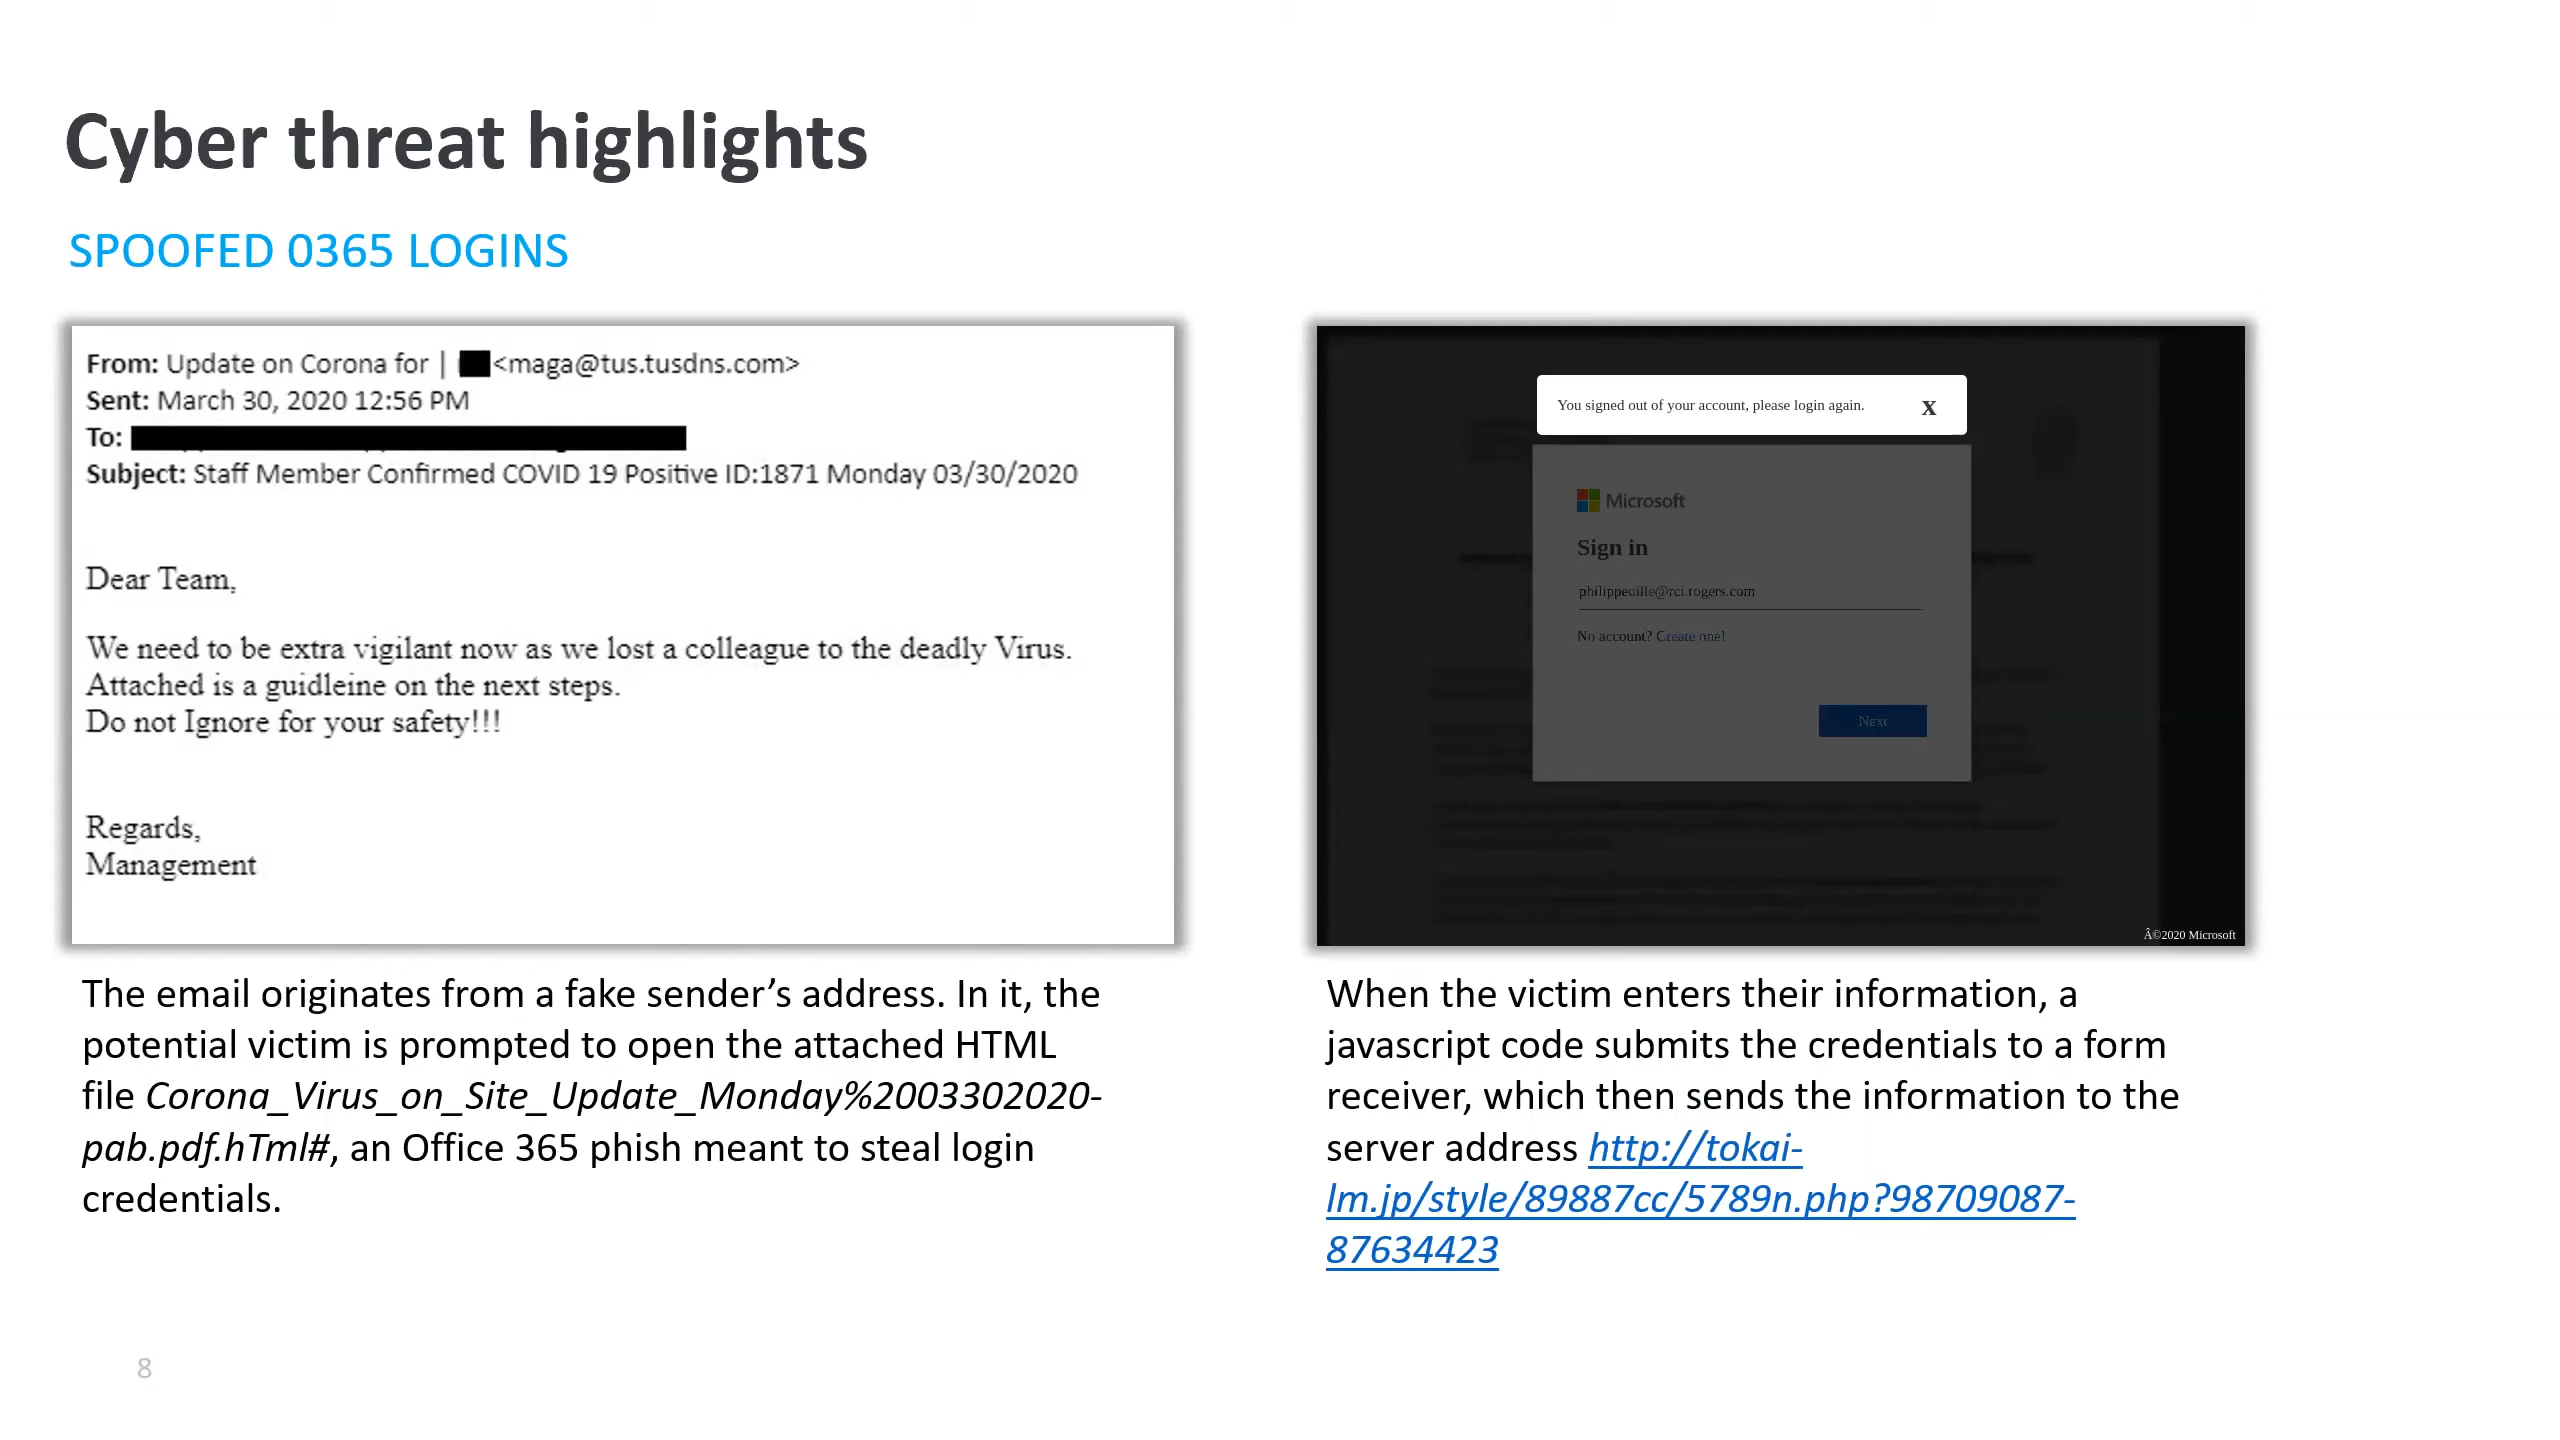 Cyber threat highlights
SPOOFED 0365 LOGINS
From: Update on Corona for | <maga@tus.tusdns.com>
Sent: March 30, 2020 12:56 PM
To:
Subject: Staff Member Confirmed COVID 19 Positive ID:1871 Monday 03/30/2020
Dear Team,
We need to be extra vigilant now as we lost a colleague to the deadly Virus.
Attached is a guidleine on the next steps.
Do not Ignore for your safety!!!
Regards,
Management
You signed out of your account, please login again. X
Microsoft
Sign in
philippeoille@rci.rogers.com
No account? Create one!
Next
Â©2020 Microsoft
The email originates from a fake sender’s address. In it, the
potential victim is prompted to open the attached HTML
file Corona_Virus_on_Site_Update_Monday%2003302020-
pab.pdf.hTml#, an Office 365 phish meant to steal login
credentials.
When the victim enters their information, a
javascript code submits the credentials to a form
receiver, which then sends the information to the
server address http://tokai-
lm.jp/style/89887cc/5789n.php?98709087-
87634423
8